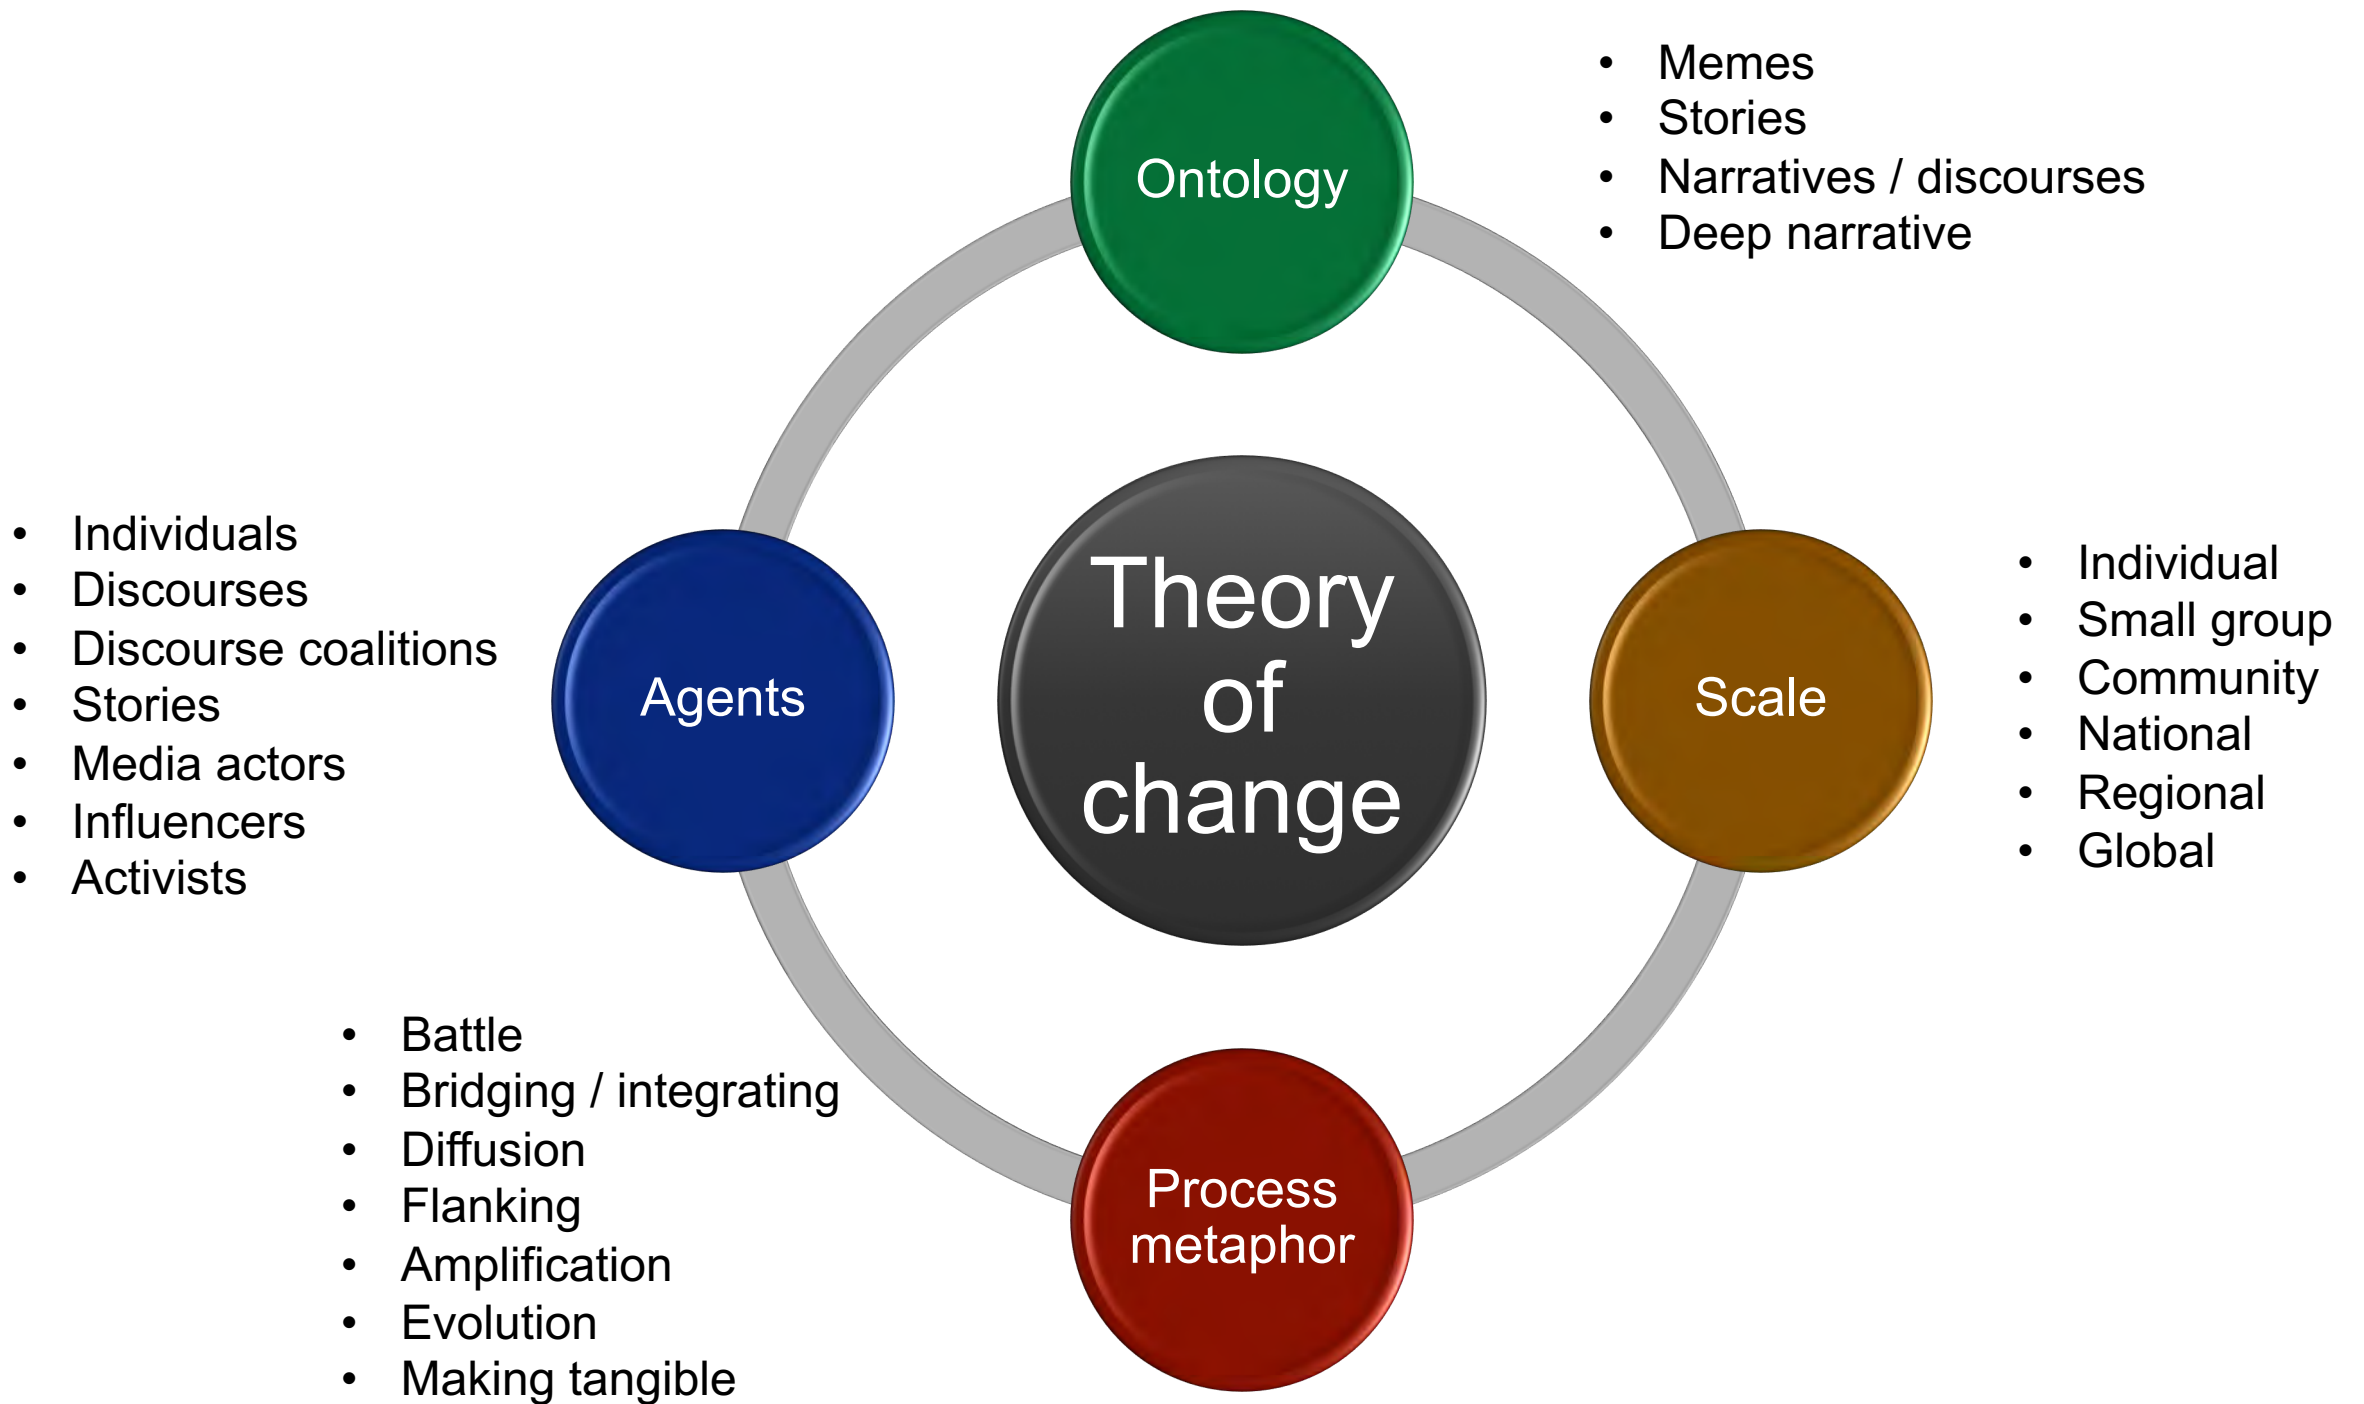 Ontology
• Memes
• Stories
• Narratives / discourses
• Deep narrative
• Individuals
• Discourses
• Discourse coalitions
• Stories
• Media actors
• Influencers
• Activists
Agents
Theory
of
change
Scale
• Individual
• Small group
• Community
• National
• Regional
• Global
• Battle
• Bridging / integrating
• Diffusion
• Flanking
• Amplification
• Evolution
• Making tangible
Process
metaphor